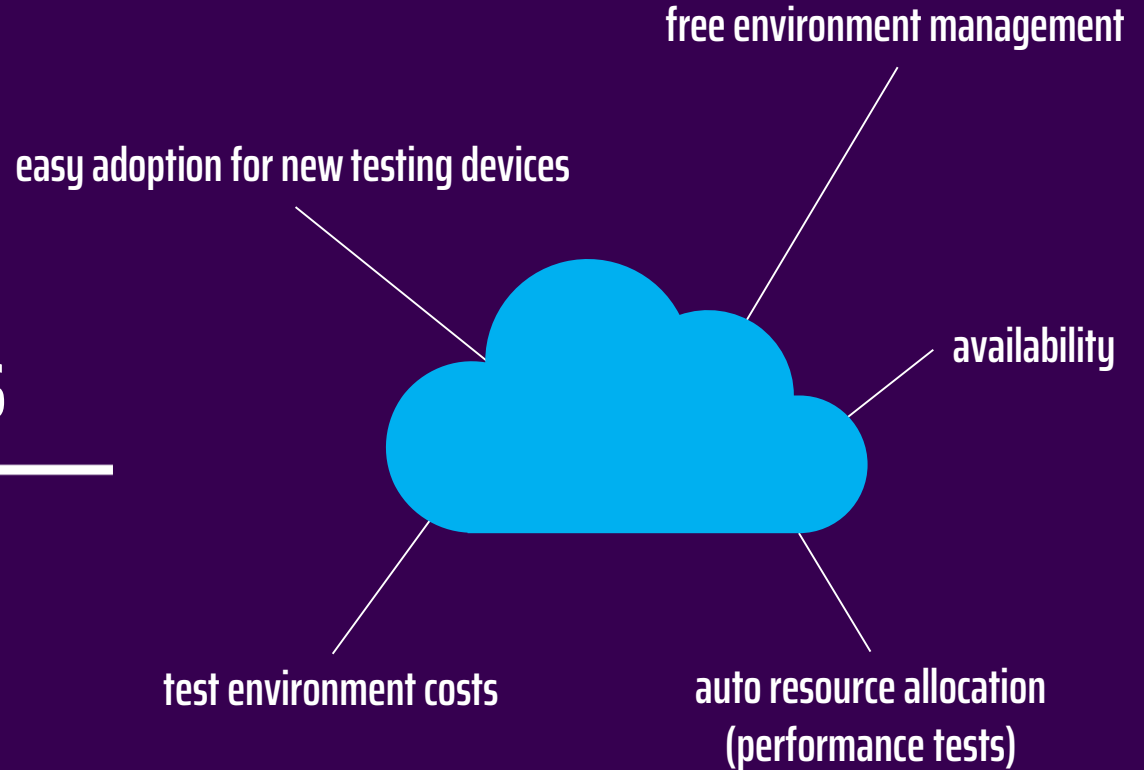 free environment management
easy adoption for new testing devices
availability
test environment costs
auto resource allocation
(performance tests)